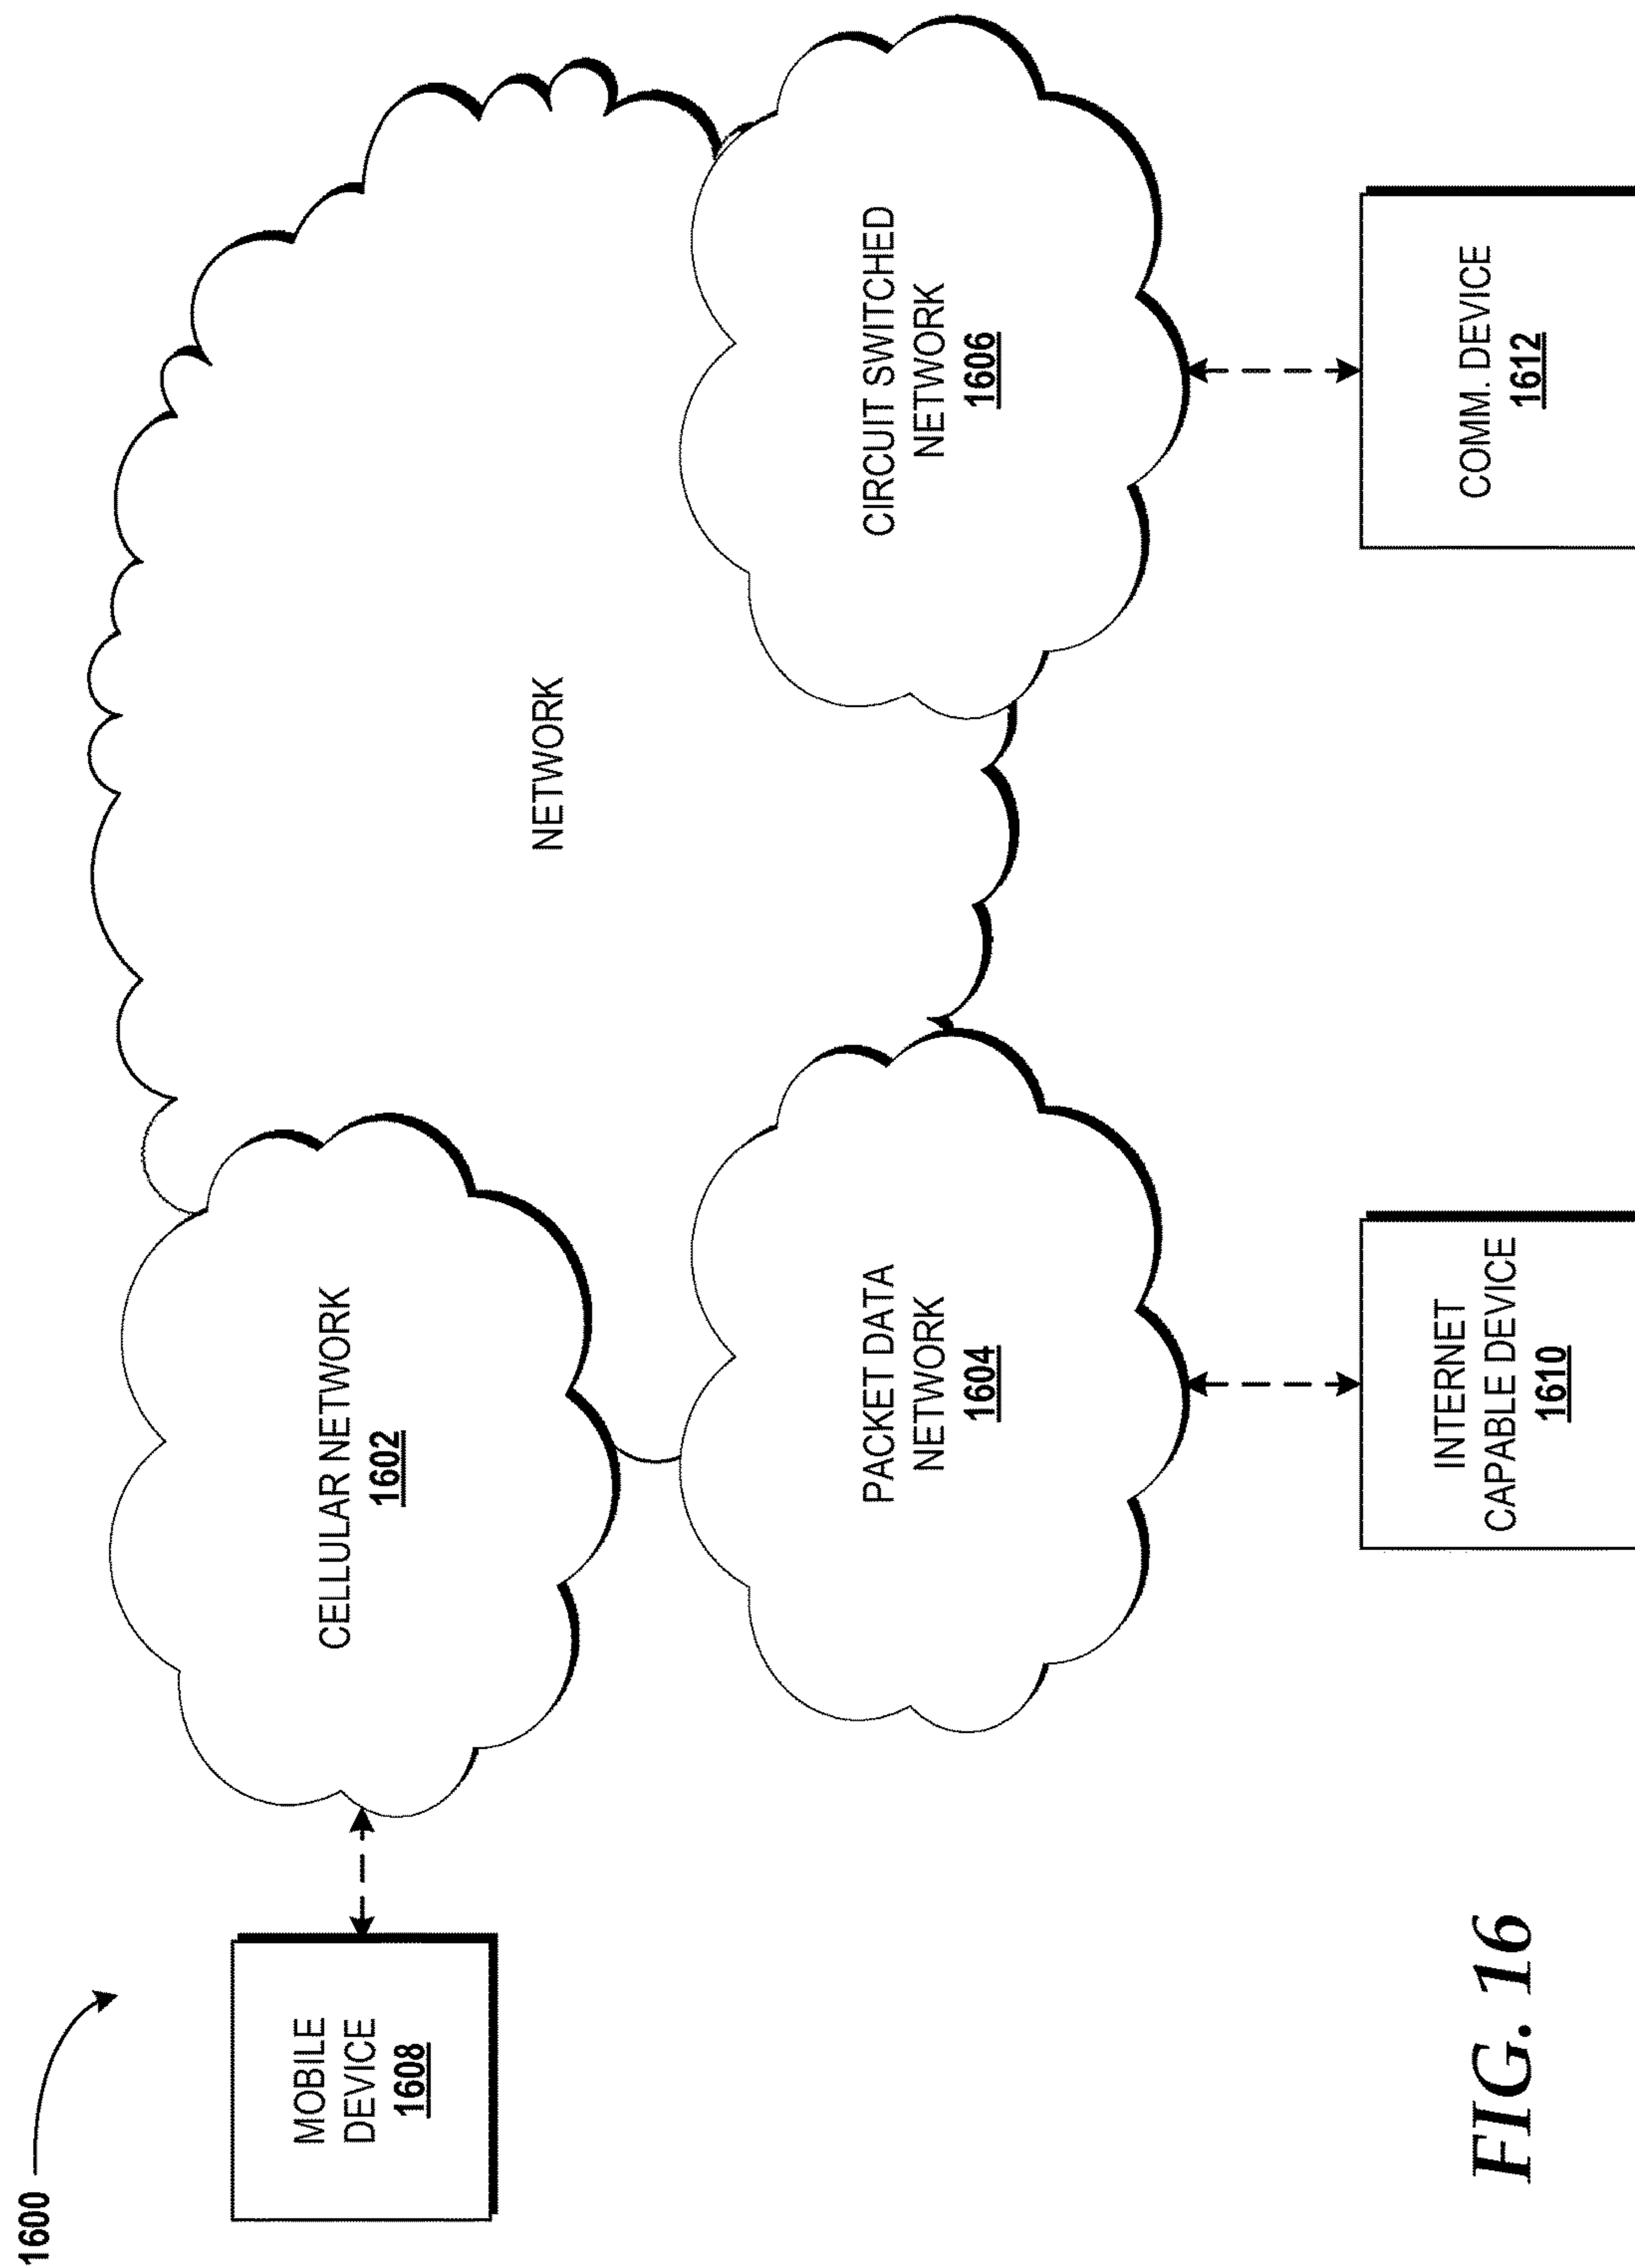 1600
MOBILE
DEVICE
1608
CELLULAR NETWORK
1602
NETWORK
PACKET DATA
NETWORK
1604
CIRCUIT SWITCHED
NETWORK
1606
INTERNET
CAPABLE DEVICE
1610
COMM. DEVICE
1612
FIG. 16